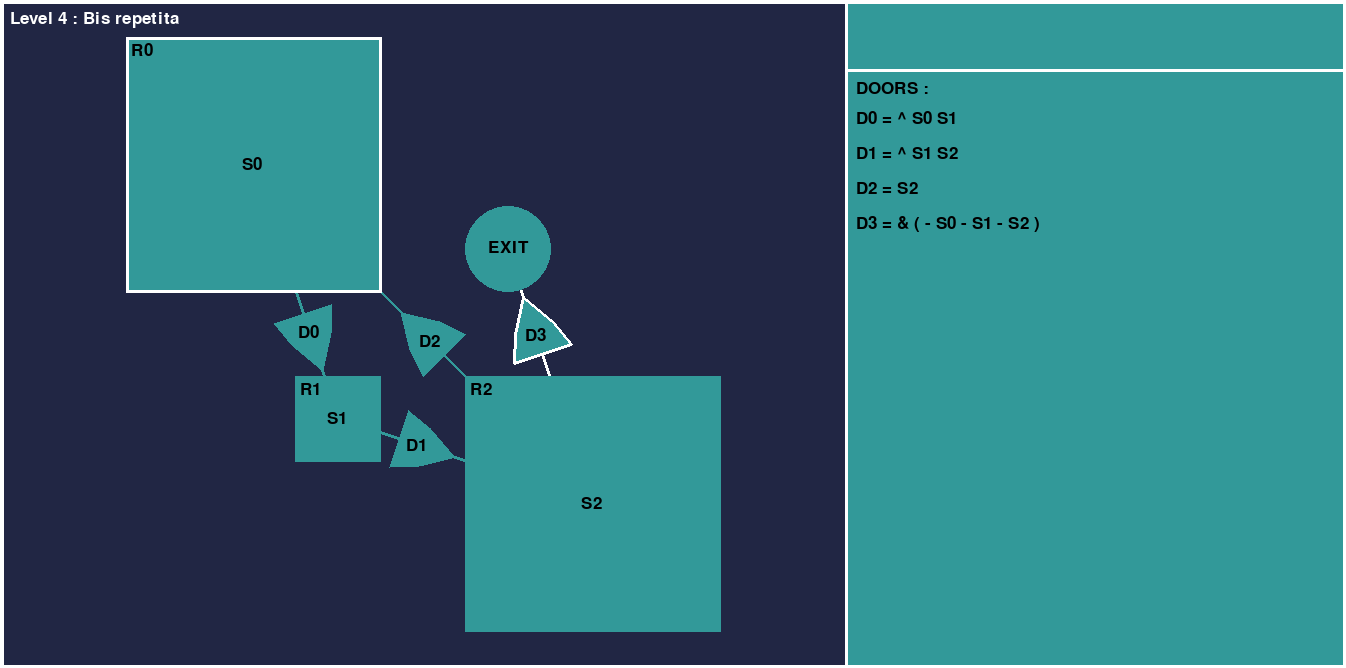 Level 4 : Bis repetita
R0
S0
EXIT
D0
D2
D3
R1
S1
R2
D1
S2
DOORS :
D0 = ^ S0 S1
D1 = ^ S1 S2
D2 = S2
D3 = & ( - S0 - S1 - S2 )